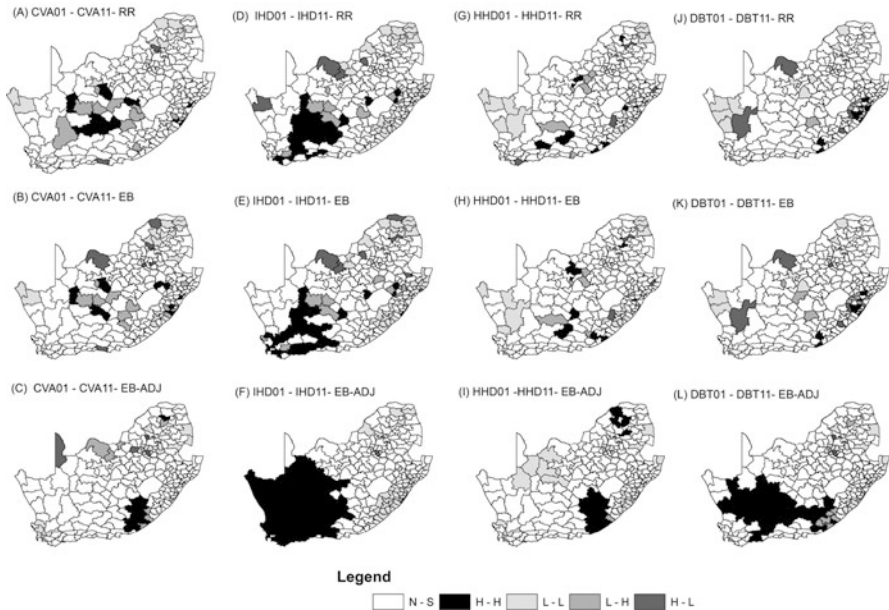 (A) CVA01 - CVA11 - RR
(D) IHD01 - IHD11- RR
(G) HHD01 - HHD11- RR
(J) DBT01 - DBT11- RR
(B) CVA01 - CVA11- EB
(E) IHD01 - IHD11- EB
(H) HHD01 - HHD11- EB
(K) DBT01 - DBT11- EB
(C) CVA01 - CVA11- EB-ADJ
(F) IHD01 - IHD11- EB-ADJ
(I) HHD01 -HHD11- EB-ADJ
(L) DBT01 - DBT11- EB-ADJ
Legend
N - S H - H L - L L - H H - L